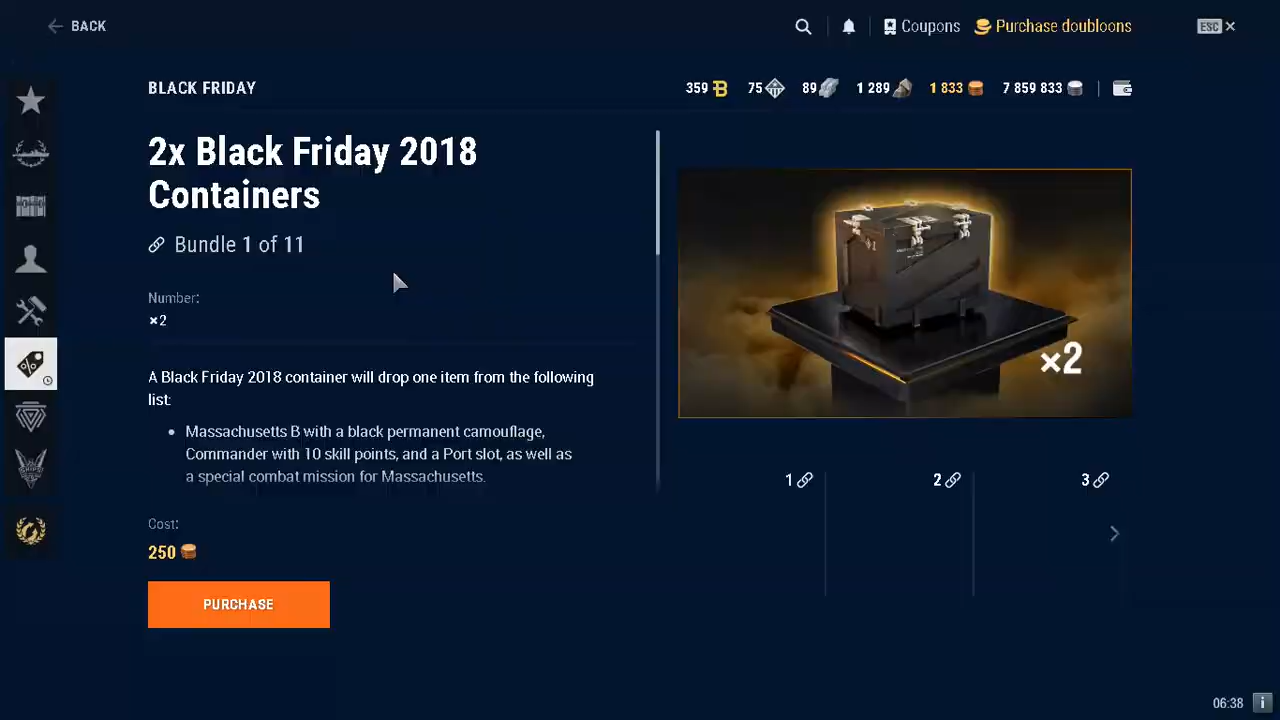 BACK
Coupons
Purchase doubloons
ESC
BLACK FRIDAY
359
75
89
1 289
1 833
7 859 833
2x Black Friday 2018
Containers
Bundle 1 of 11
Number:
×2
A Black Friday 2018 container will drop one item from the following
list:
• Massachusetts B with a black permanent camouflage,
Commander with 10 skill points, and a Port slot, as well as
a special combat mission for Massachusetts.
×2
1
2
3
Cost:
250
PURCHASE
06:38